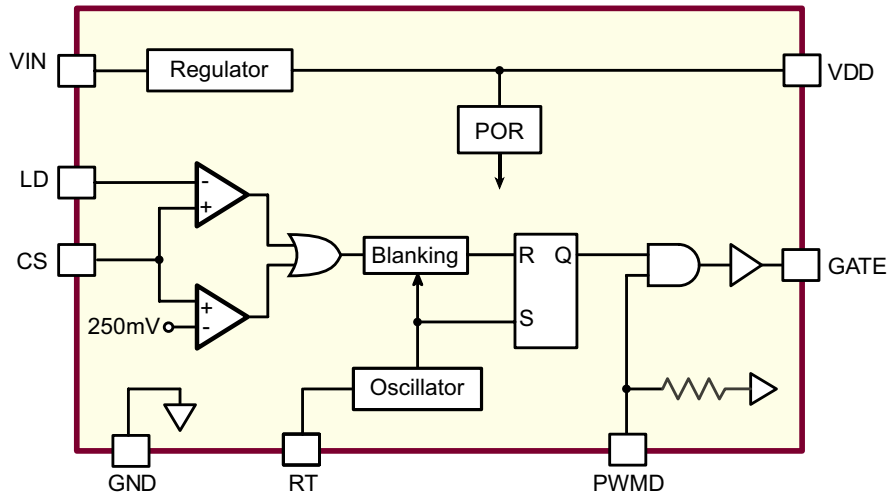 VIN
Regulator
VDD
POR
LD
-
+
CS
Blanking
R Q
GATE
+
250mV
-
S
Oscillator
GND
RT
PWMD